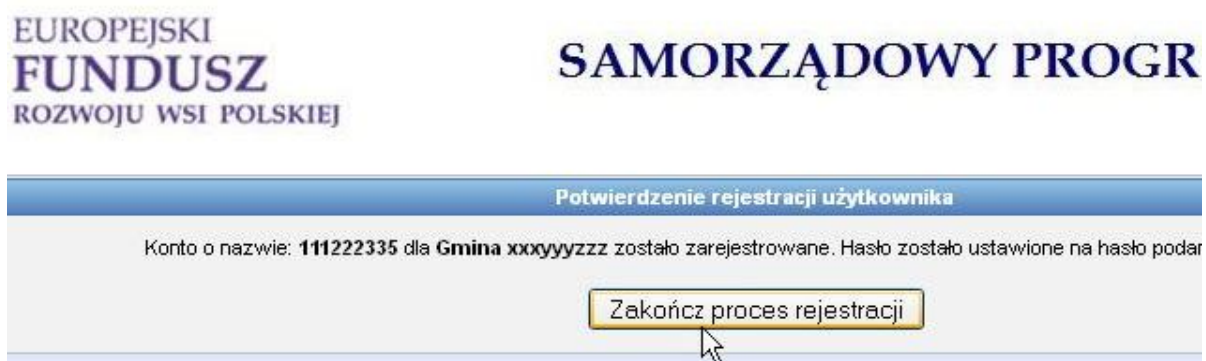 EUROPEJSKI
FUNDUSZ
ROZWOJU WSI POLSKIEJ
SAMORZĄDOWY PROGR
Potwierdzenie rejestracji użytkownika
Konto o nazwie: 111222335 dla Gmina xxxyyyzzz zostało zarejestrowane. Hasło zostało ustawione na hasło podar
Zakończ proces rejestracji